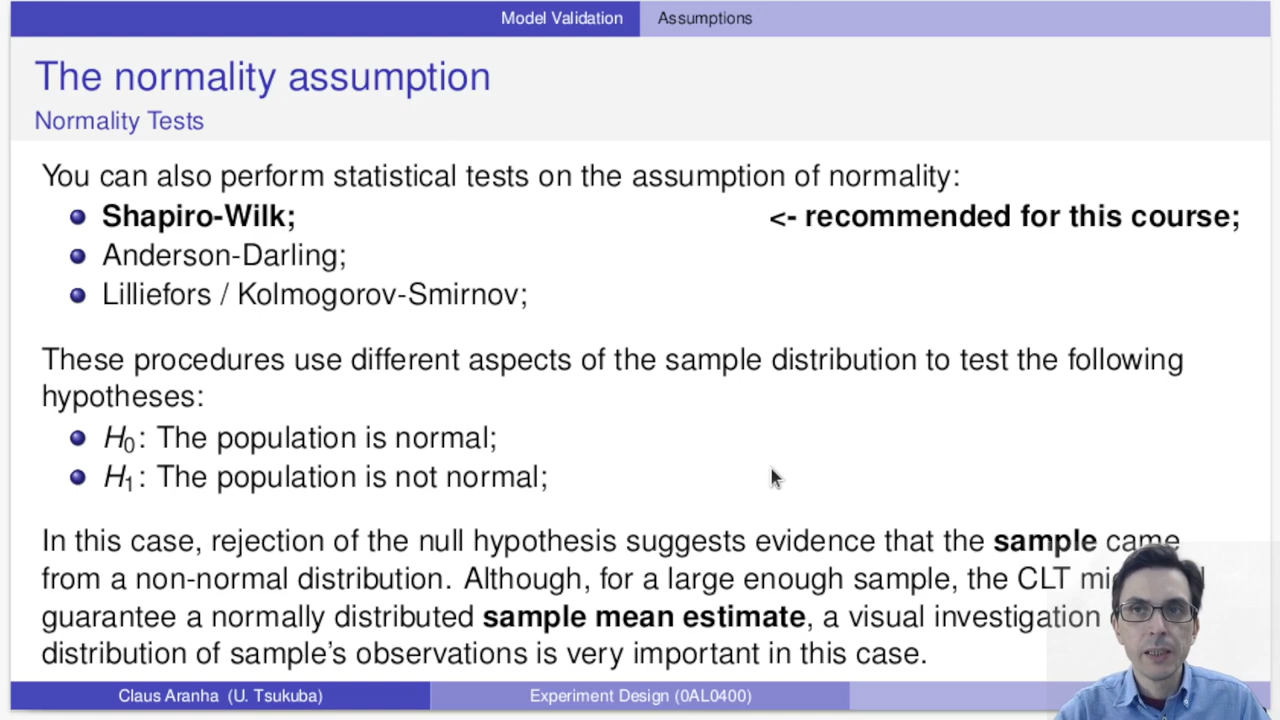 Model Validation Assumptions
The normality assumption
Normality Tests
You can also perform statistical tests on the assumption of normality:
Shapiro-Wilk; <- recommended for this course;
Anderson-Darling;
Lilliefors / Kolmogorov-Smirnov;
These procedures use different aspects of the sample distribution to test the following
hypotheses:
H₀: The population is normal;
H₁: The population is not normal;
In this case, rejection of the null hypothesis suggests evidence that the sample came
from a non-normal distribution. Although, for a large enough sample, the CLT
guarantee a normally distributed sample mean estimate, a visual investigation
distribution of sample's observations is very important in this case.
Claus Aranha (U. Tsukuba) Experiment Design (0AL0400)